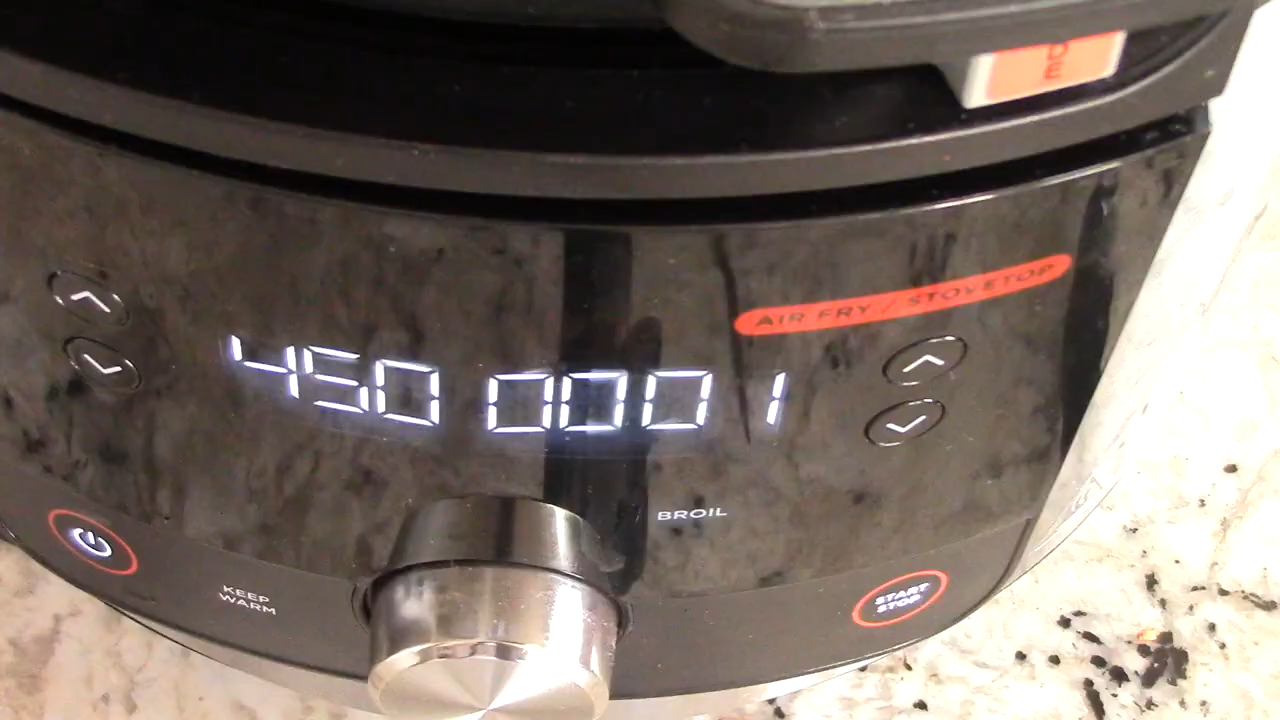 AIR FRY / STOVETOP
450 0001
BROIL
KEEP
WARM
START
STOP